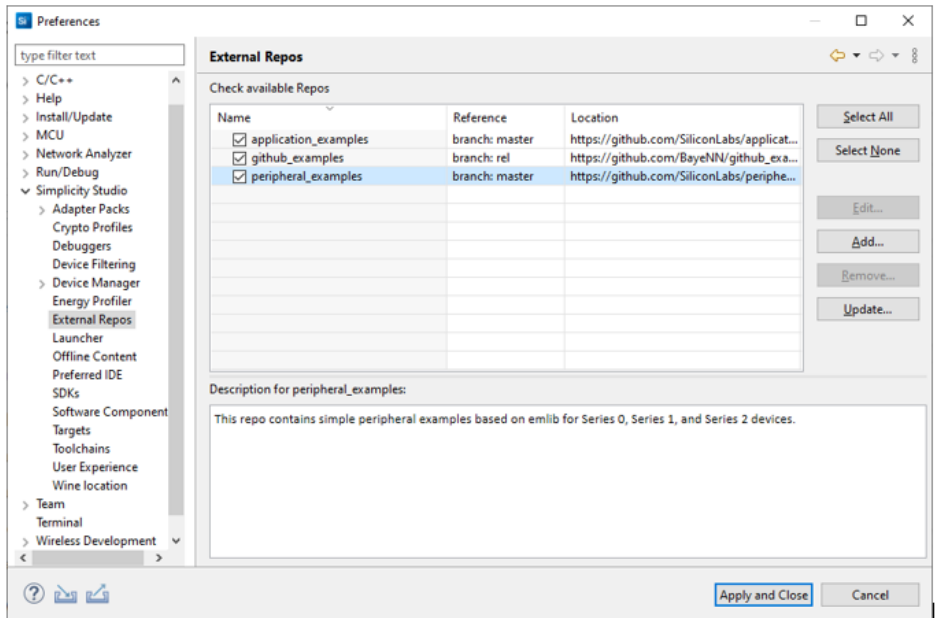 Si Preferences
type filter text
C/C++
Help
Install/Update
MCU
Network Analyzer
Run/Debug
Simplicity Studio
Adapter Packs
Crypto Profiles
Debuggers
Device Filtering
Device Manager
Energy Profiler
External Repos
Launcher
Offline Content
Preferred IDE
SDKs
Software Component
Targets
Toolchains
User Experience
Wine location
Team
Terminal
Wireless Development
External Repos
Check available Repos
Name Reference Location
application_examples branch: master https://github.com/SiliconLabs/applicat...
github_examples branch: rel https://github.com/BayeNN/github_exa...
peripheral_examples branch: master https://github.com/SiliconLabs/periphe...
Select All
Select None
Edit...
Add...
Remove...
Update...
Description for peripheral_examples:
This repo contains simple peripheral examples based on emlib for Series 0, Series 1, and Series 2 devices.
Apply and Close Cancel